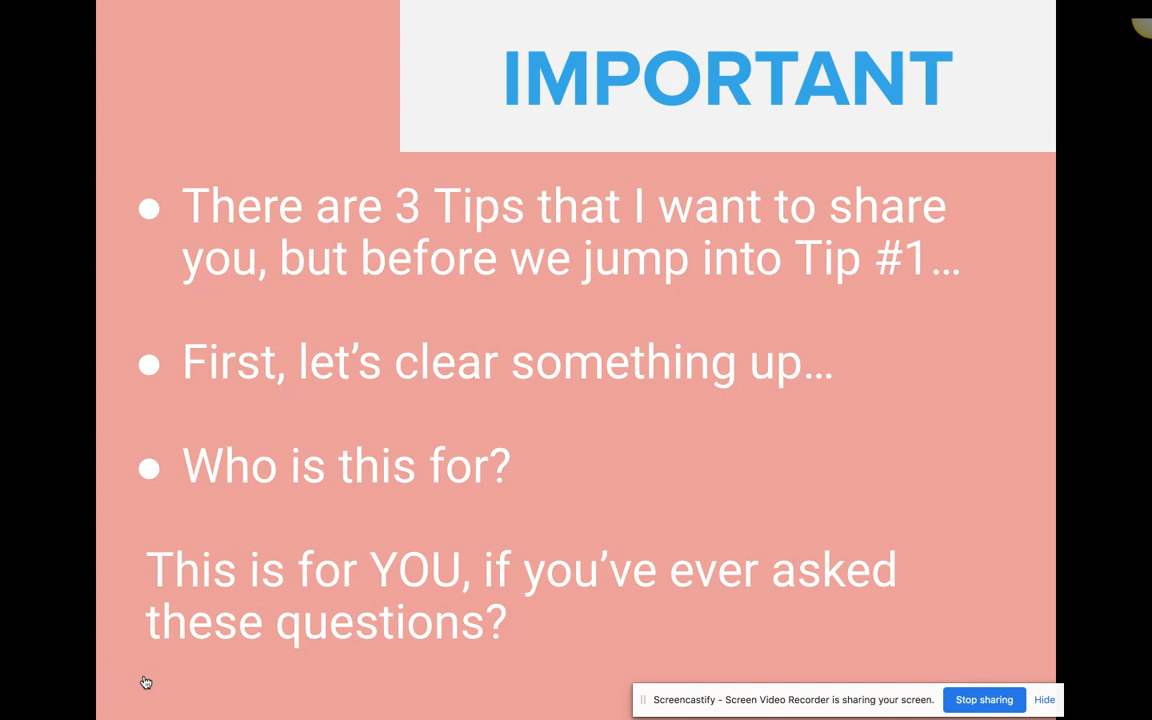 IMPORTANT
● There are 3 Tips that I want to share
you, but before we jump into Tip #1…
● First, let’s clear something up…
● Who is this for?
This is for YOU, if you’ve ever asked
these questions?
Screencastify - Screen Video Recorder is sharing your screen. Stop sharing Hide